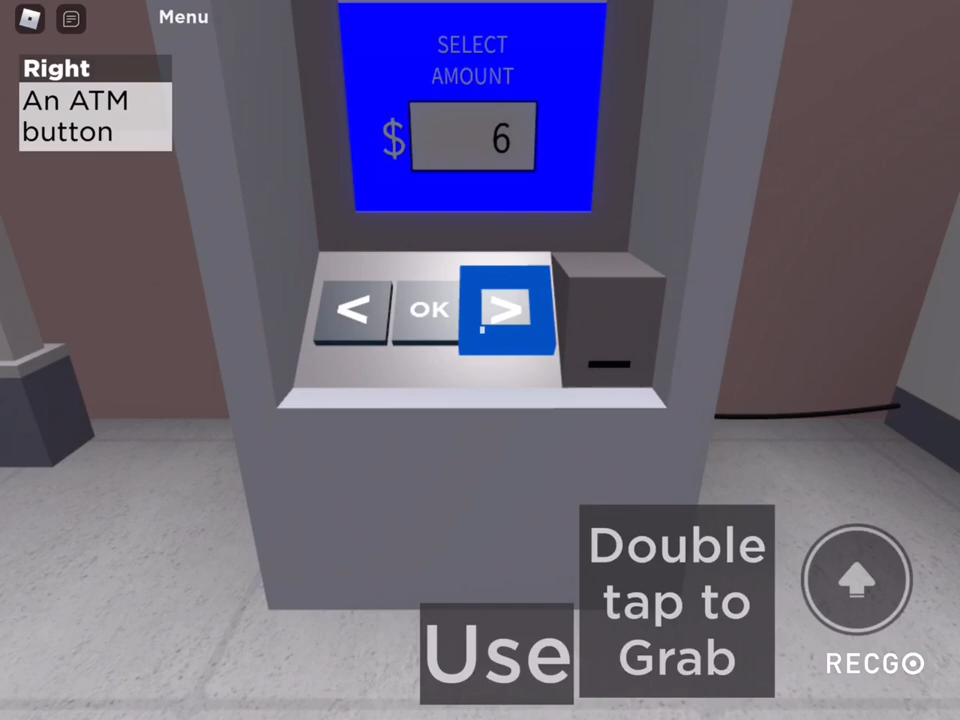 Menu
Right
An ATM
button
SELECT
AMOUNT
$ 6
< OK >
Double
tap to
Grab
Use
RECGO